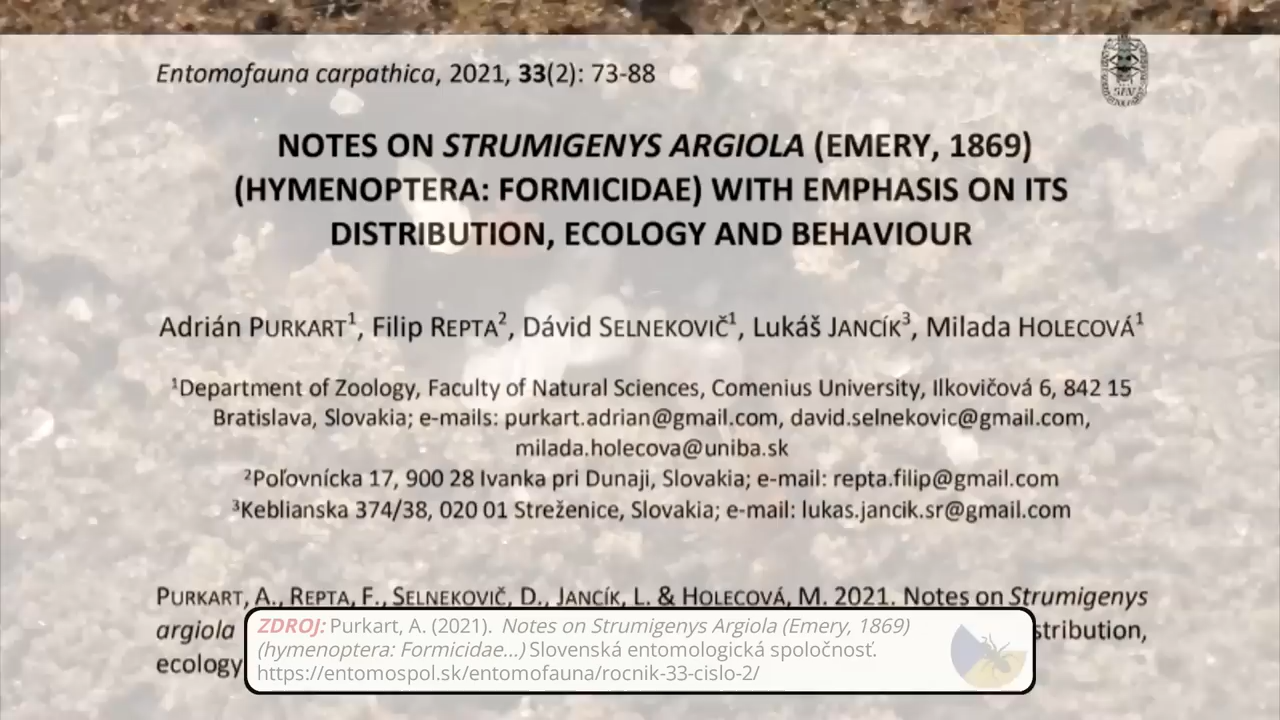 Entomofauna carpathica, 2021, 33(2): 73-88
NOTES ON STRUMIGENYS ARGIOLA (EMERY, 1869)
(HYMENOPTERA: FORMICIDAE) WITH EMPHASIS ON ITS
DISTRIBUTION, ECOLOGY AND BEHAVIOUR
Adrián PURKART¹, Filip REPTA², Dávid SELNEKOVIČ¹, Lukáš JANCÍK³, Milada HOLECOVÁ¹
¹Department of Zoology, Faculty of Natural Sciences, Comenius University, Ilkovičová 6, 842 15
Bratislava, Slovakia; e-mails: purkart.adrian@gmail.com, david.selnekovic@gmail.com,
milada.holecova@uniba.sk
²Poľovnícka 17, 900 28 Ivanka pri Dunaji, Slovakia; e-mail: repta.filip@gmail.com
³Keblianska 374/38, 020 01 Streženice, Slovakia; e-mail: lukas.jancik.sr@gmail.com
PURKART, A., REPTA, F., SELNEKOVIČ, D., JANCÍK, L. & HOLECOVÁ, M. 2021. Notes on Strumigenys
argiola stribution,
ecology
ZDROJ: Purkart, A. (2021). Notes on Strumigenys Argiola (Emery, 1869)
(hymenoptera: Formicidae...) Slovenská entomologická spoločnosť.
https://entomospol.sk/entomofauna/rocnik-33-cislo-2/